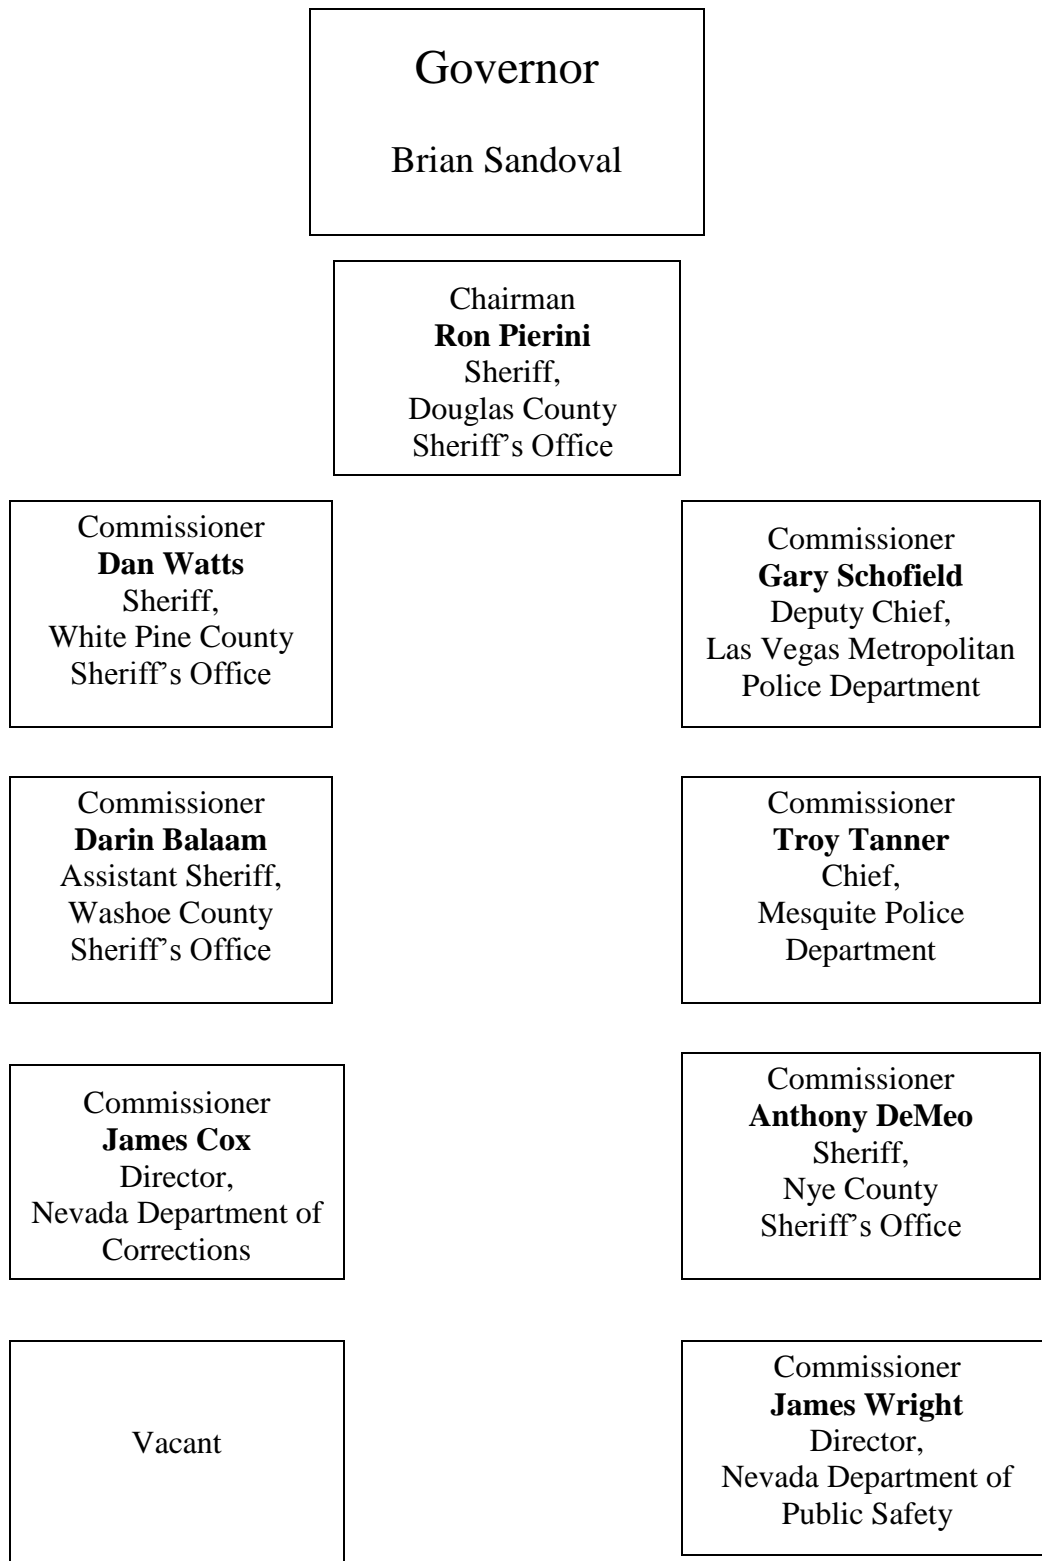 Governor
Brian Sandoval
Chairman
Ron Pierini
Sheriff,
Douglas County
Sheriff’s Office
Commissioner
Dan Watts
Sheriff,
White Pine County
Sheriff’s Office
Commissioner
Gary Schofield
Deputy Chief,
Las Vegas Metropolitan
Police Department
Commissioner
Darin Balaam
Assistant Sheriff,
Washoe County
Sheriff’s Office
Commissioner
Troy Tanner
Chief,
Mesquite Police
Department
Commissioner
James Cox
Director,
Nevada Department of
Corrections
Commissioner
Anthony DeMeo
Sheriff,
Nye County
Sheriff’s Office
Vacant
Commissioner
James Wright
Director,
Nevada Department of
Public Safety